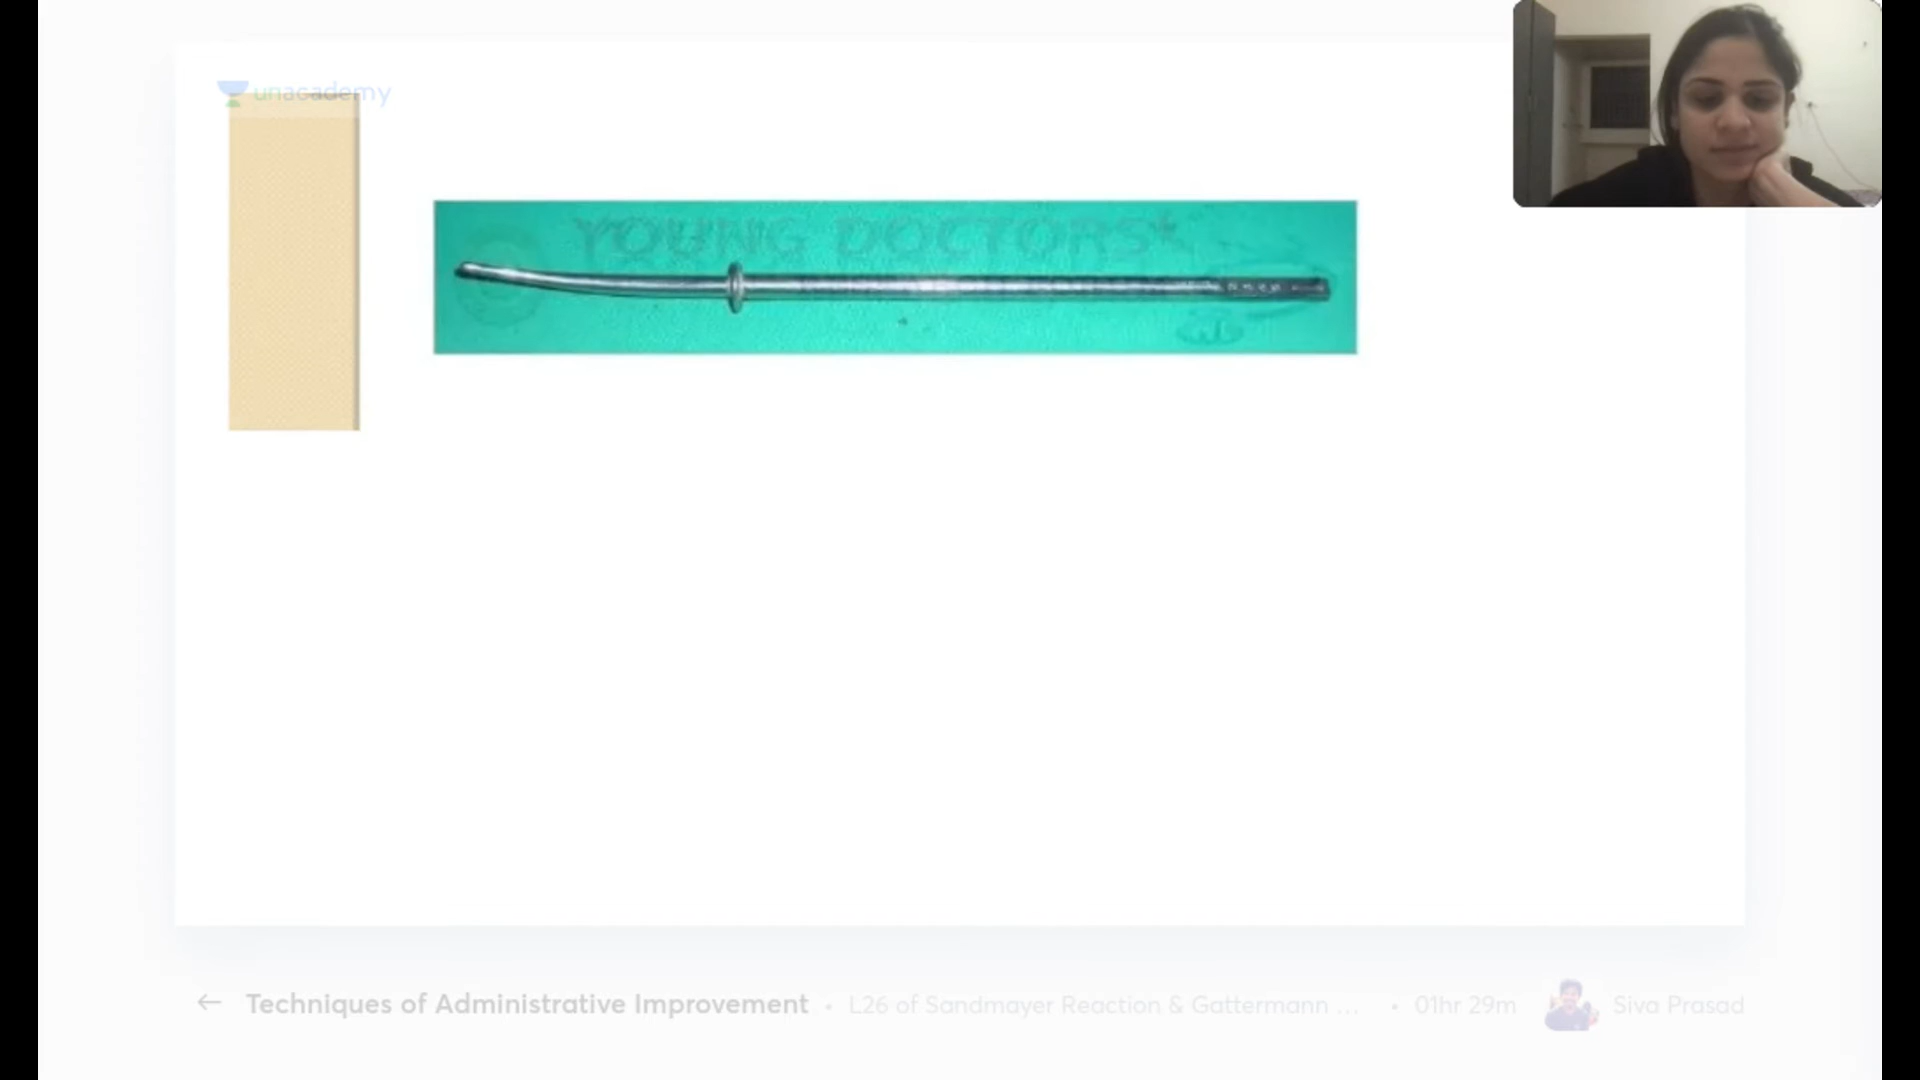 unacademy
YOUNG DOCTORS*
Techniques of Administrative Improvement • L26 of Sandmayer Reaction & Gattermann ... • 01hr 29m Siva Prasad